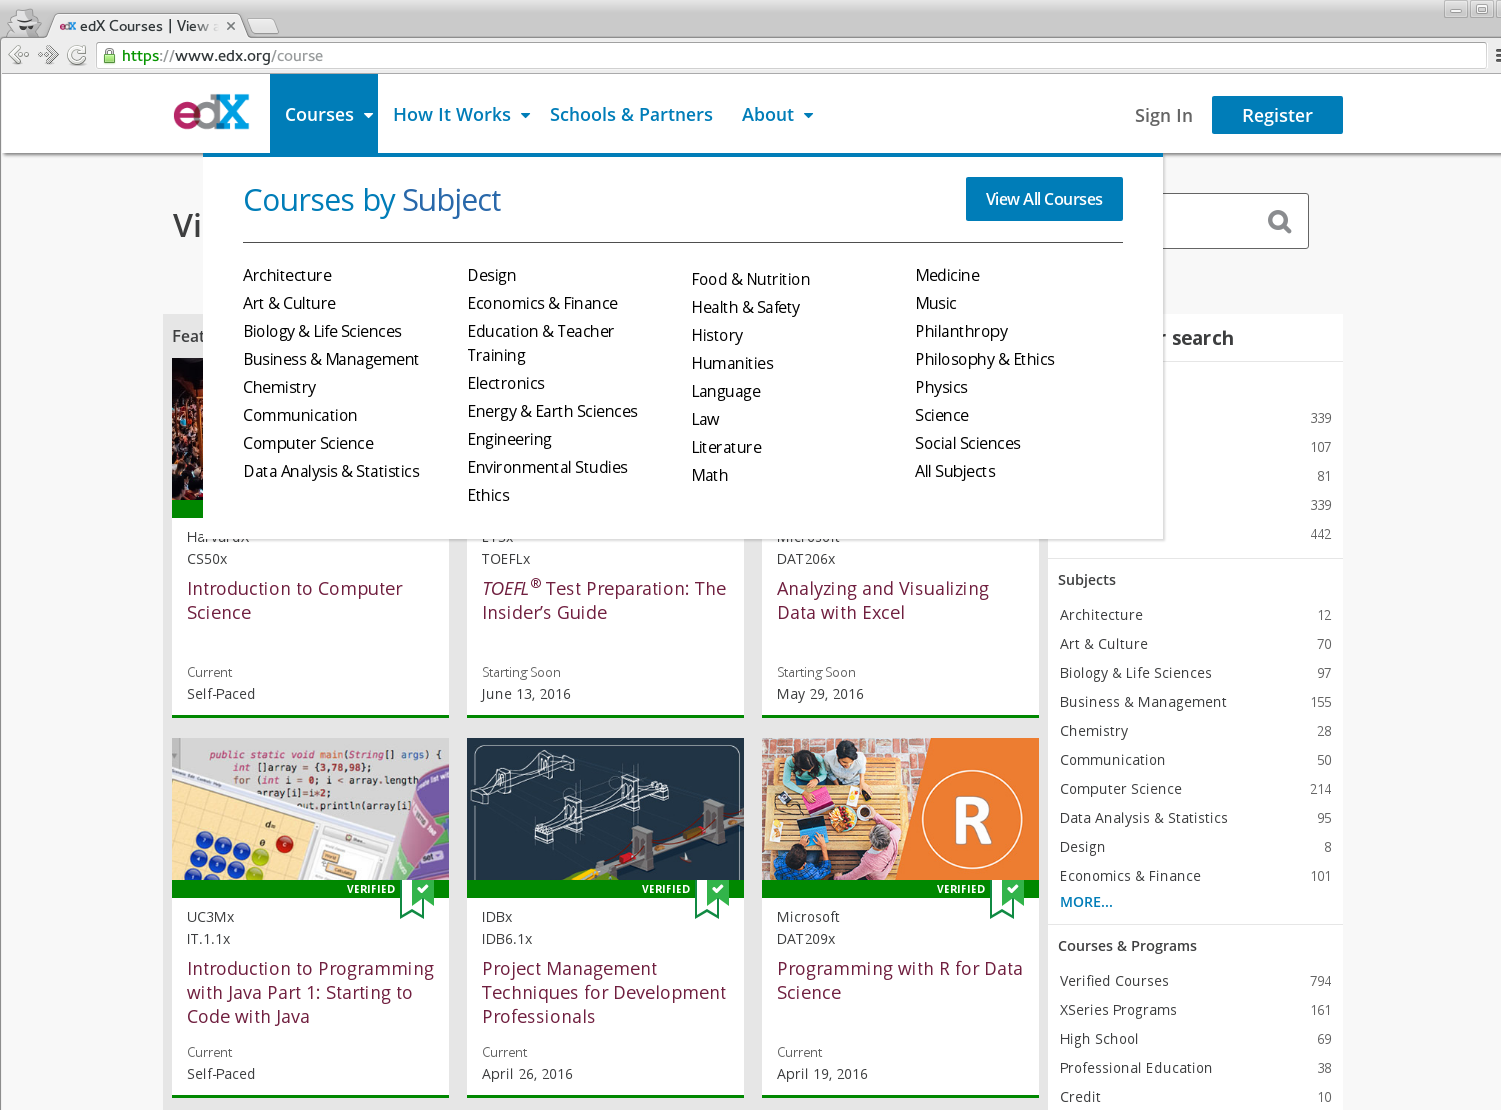 edX Courses | View a
https://www.edx.org/course
edX
Courses
How It Works
Schools & Partners
About
Sign In
Register
Courses by Subject
View All Courses
Architecture
Art & Culture
Biology & Life Sciences
Business & Management
Chemistry
Communication
Computer Science
Data Analysis & Statistics
Design
Economics & Finance
Education & Teacher
Training
Electronics
Energy & Earth Sciences
Engineering
Environmental Studies
Ethics
Food & Nutrition
Health & Safety
History
Humanities
Language
Law
Literature
Math
Medicine
Music
Philanthropy
Philosophy & Ethics
Physics
Science
Social Sciences
All Subjects
Vi
Feat
HarvardX
CS50x
Introduction to Computer
Science
Current
Self-Paced
TOEFLx
TOEFL® Test Preparation: The
Insider's Guide
Starting Soon
June 13, 2016
Microsoft
DAT206x
Analyzing and Visualizing
Data with Excel
Starting Soon
May 29, 2016
public static void main(String[] args) {
int []array = {3,78,98};
for (int i = 0; i < array.length
array[i]=i*2;
out.println(array[i]
VERIFIED
UC3Mx
IT.1.1x
Introduction to Programming
with Java Part 1: Starting to
Code with Java
Current
Self-Paced
VERIFIED
IDBx
IDB6.1x
Project Management
Techniques for Development
Professionals
Current
April 26, 2016
R
VERIFIED
Microsoft
DAT209x
Programming with R for Data
Science
Current
April 19, 2016
r search
339
107
81
339
442
Subjects
Architecture 12
Art & Culture 70
Biology & Life Sciences 97
Business & Management 155
Chemistry 28
Communication 50
Computer Science 214
Data Analysis & Statistics 95
Design 8
Economics & Finance 101
MORE...
Courses & Programs
Verified Courses 794
XSeries Programs 161
High School 69
Professional Education 38
Credit 10